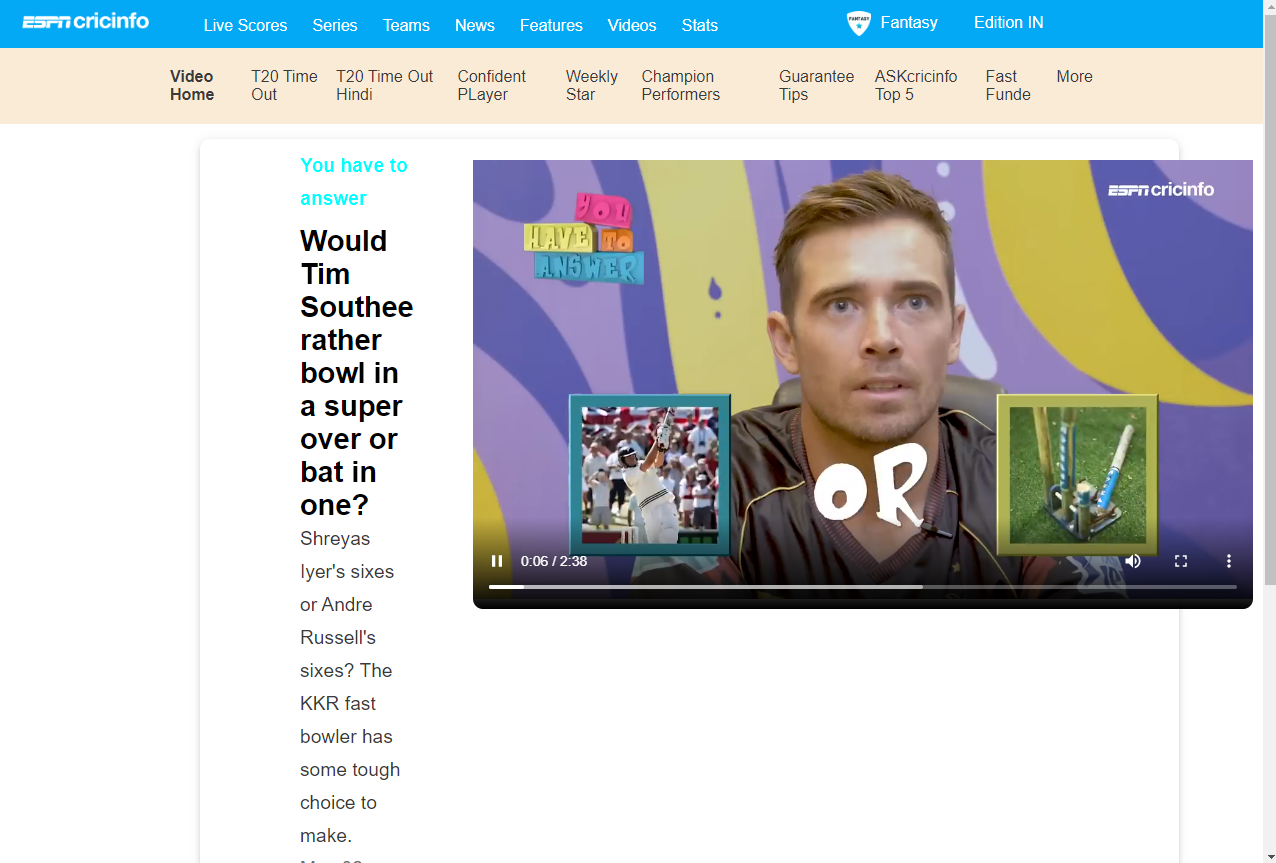 ESPN cricinfo
Live Scores Series Teams News Features Videos Stats
FANTASY Fantasy Edition IN
Video Home
T20 Time Out
T20 Time Out Hindi
Confident PLayer
Weekly Star
Champion Performers
Guarantee Tips
ASKcricinfo Top 5
Fast Funde
More
You have to
answer
Would
Tim
Southee
rather
bowl in
a super
over or
bat in
one?
Shreyas
Iyer's sixes
or Andre
Russell's
sixes? The
KKR fast
bowler has
some tough
choice to
make.
ESPN cricinfo
YOU
HAVE TO
ANSWER
OR
0:06 / 2:38